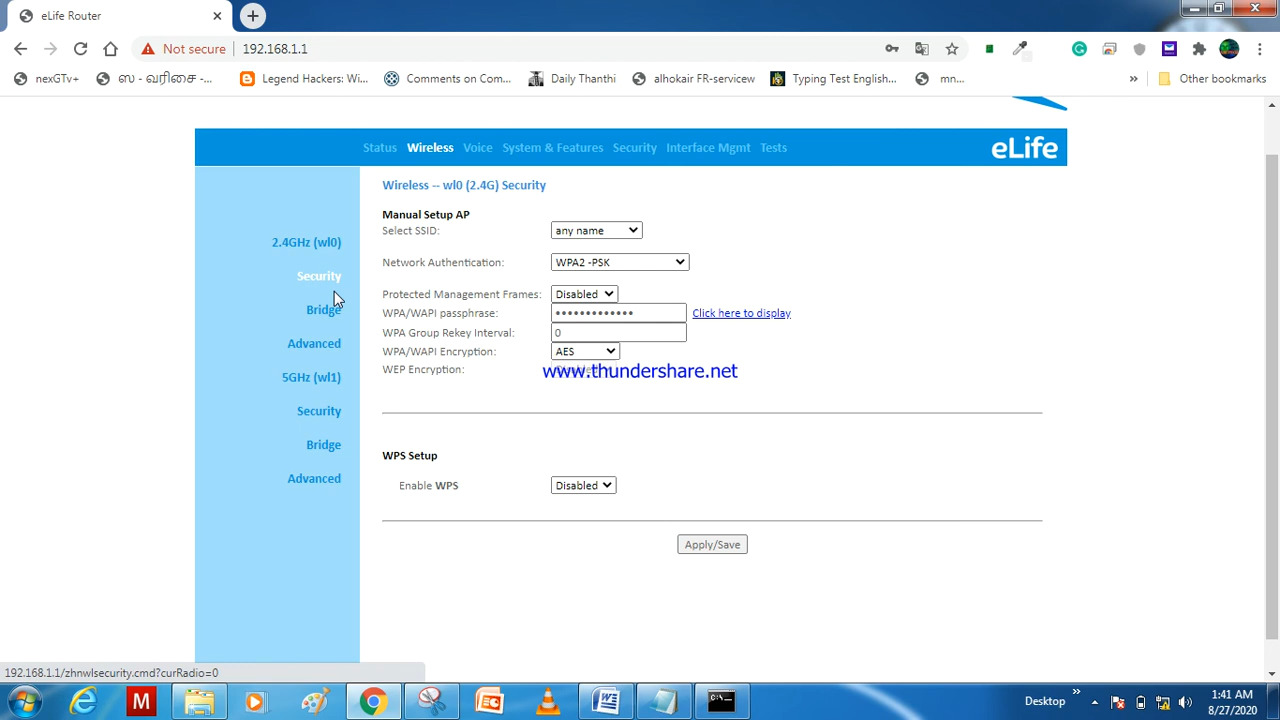 eLife Router
Not secure 192.168.1.1
nexGTv+ ஸ - வரிசை -... Legend Hackers: Wi... Comments on Com... Daily Thanthi alhokair FR-servicew Typing Test English... mn... » Other bookmarks
Status Wireless Voice System & Features Security Interface Mgmt Tests eLife
Wireless -- wl0 (2.4G) Security
Manual Setup AP
Select SSID: any name
2.4GHz (wl0)
Network Authentication: WPA2 -PSK
Security
Protected Management Frames: Disabled
Bridge
WPA/WAPI passphrase: ••••••••••••• Click here to display
WPA Group Rekey Interval: 0
Advanced
WPA/WAPI Encryption: AES
WEP Encryption:
www.thundershare.net
5GHz (wl1)
Security
Bridge
WPS Setup
Advanced
Enable WPS Disabled
Apply/Save
192.168.1.1/zhnwlsecurity.cmd?curRadio=0
Desktop » 1:41 AM
8/27/2020